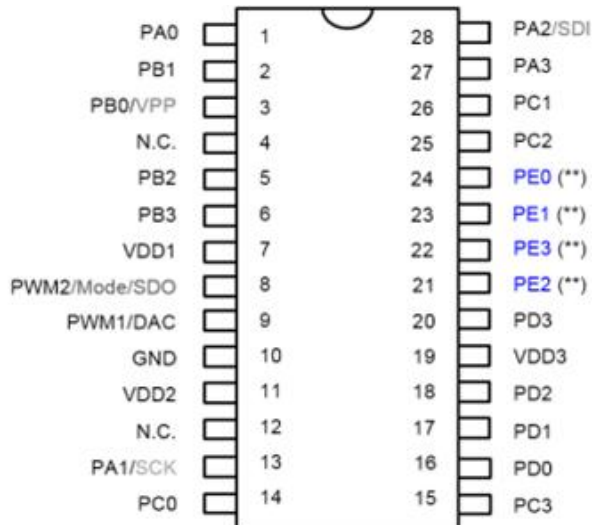 PA0 1 28 PA2/SDI
PB1 2 27 PA3
PB0/VPP 3 26 PC1
N.C. 4 25 PC2
PB2 5 24 PE0 (**)
PB3 6 23 PE1 (**)
VDD1 7 22 PE3 (**)
PWM2/Mode/SDO 8 21 PE2 (**)
PWM1/DAC 9 20 PD3
GND 10 19 VDD3
VDD2 11 18 PD2
N.C. 12 17 PD1
PA1/SCK 13 16 PD0
PC0 14 15 PC3